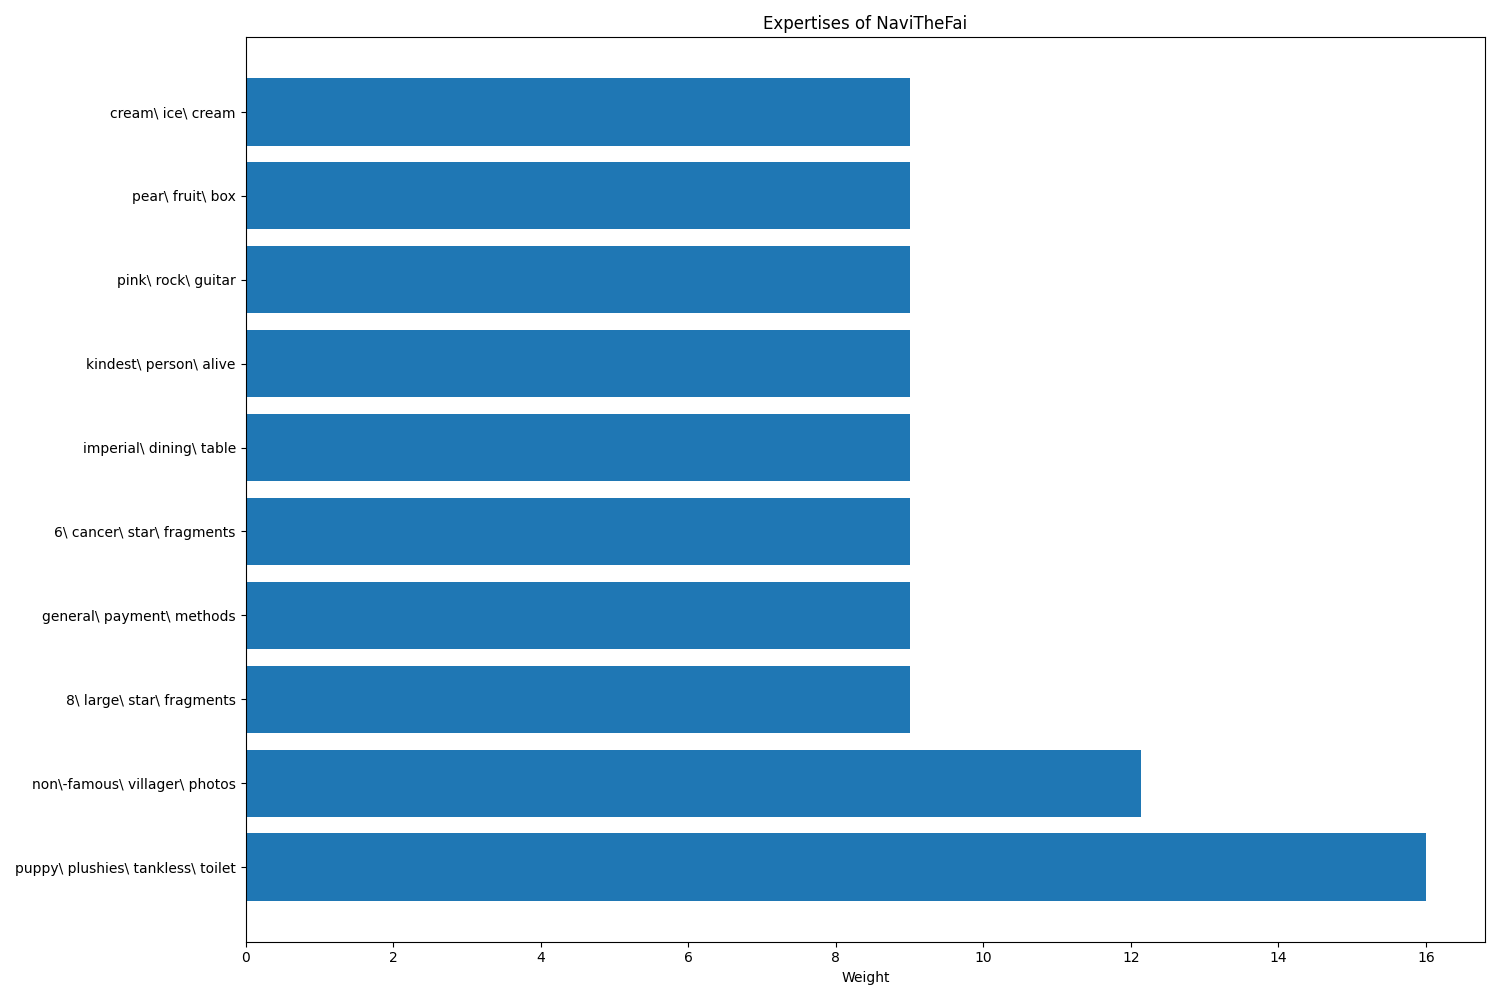 Expertises of NaviTheFai
cream\ ice\ cream
pear\ fruit\ box
pink\ rock\ guitar
kindest\ person\ alive
imperial\ dining\ table
6\ cancer\ star\ fragments
general\ payment\ methods
8\ large\ star\ fragments
non\-famous\ villager\ photos
puppy\ plushies\ tankless\ toilet
0 2 4 6 8 10 12 14 16
Weight